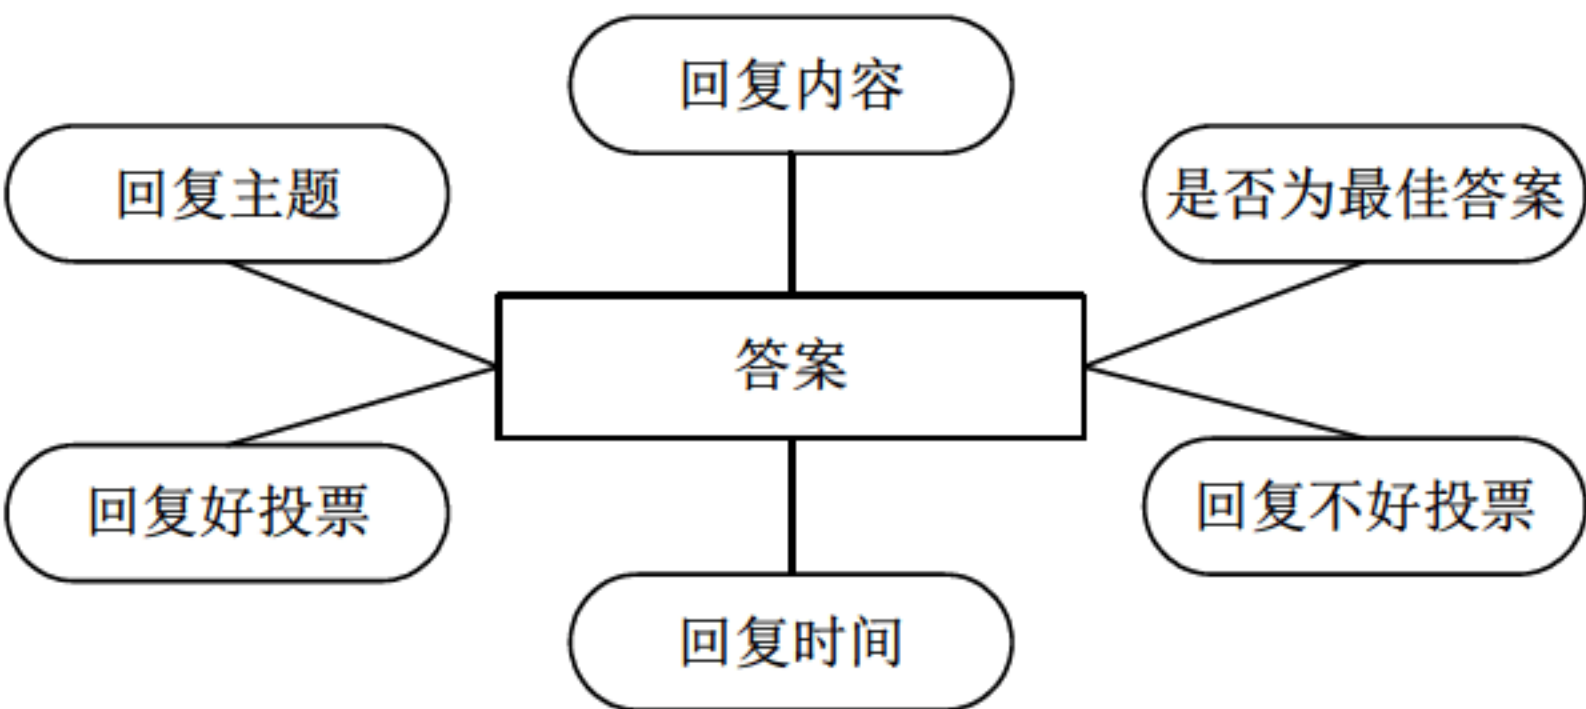 回复内容
回复主题
是否为最佳答案
答案
回复好投票
回复不好投票
回复时间